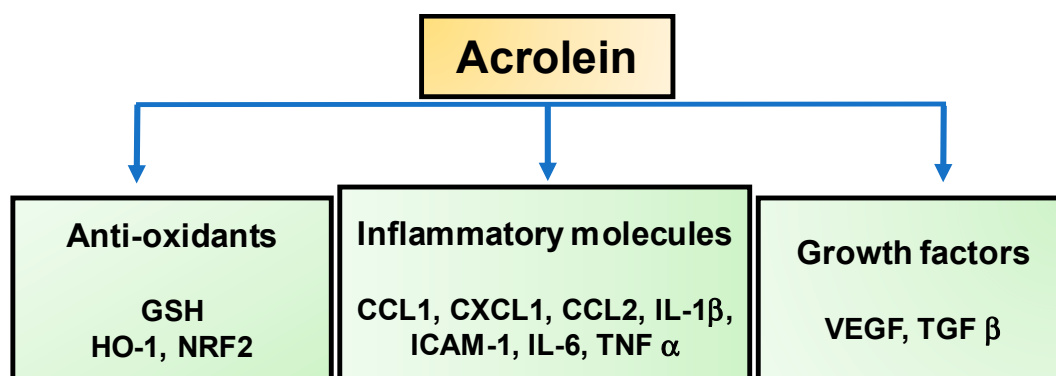 Acrolein
Anti-oxidants
GSH
HO-1, NRF2
Inflammatory molecules
CCL1, CXCL1, CCL2, IL-1β,
ICAM-1, IL-6, TNF α
Growth factors
VEGF, TGF β